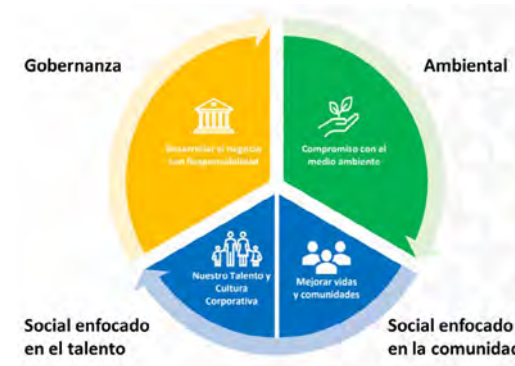 Gobernanza
Ambiental
Desarrollar el negocio
con Responsabilidad
Compromiso con el
medio ambiente
Nuestro Talento y
Cultura
Corporativa
Mejorar vidas
y comunidades
Social enfocado
en el talento
Social enfocado
en la comunidad